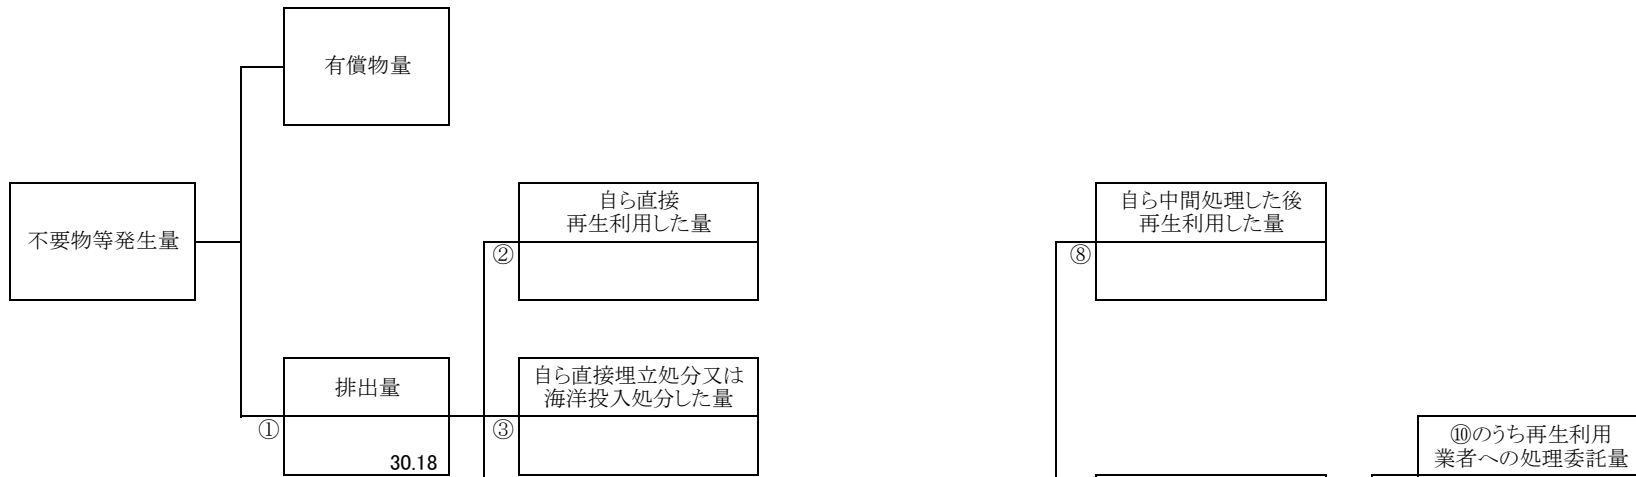 有償物量
不要物等発生量
自ら直接
再生利用した量
②
自ら中間処理した後
再生利用した量
⑧
排出量
①
30.18
自ら直接埋立処分又は
海洋投入処分した量
③
⑩のうち再生利用
業者への処理委託量